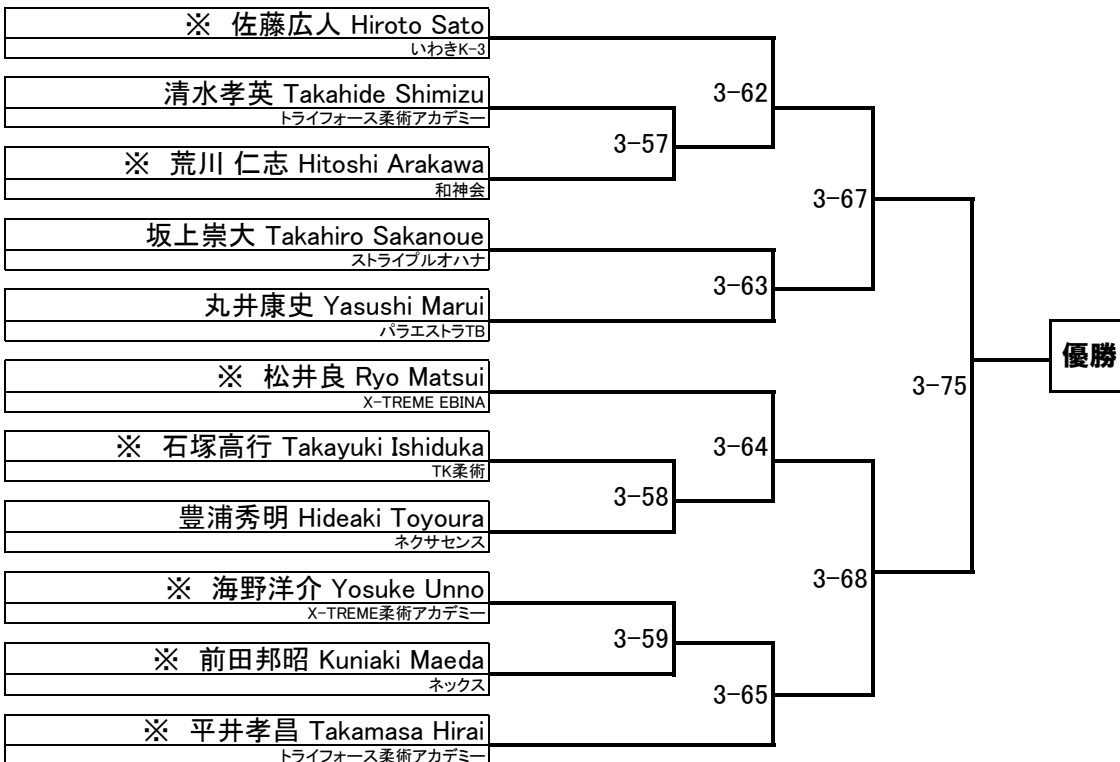 ※ 佐藤広人 Hiroto Sato
いわきK-3
清水孝英 Takahide Shimizu
トライフォース柔術アカデミー
※ 荒川 仁志 Hitoshi Arakawa
和神会
坂上崇大 Takahiro Sakanoue
ストライプルオハナ
丸井康史 Yasushi Marui
パラエストラTB
※ 松井良 Ryo Matsui
X-TREME EBINA
※ 石塚高行 Takayuki Ishiduka
TK柔術
豊浦秀明 Hideaki Toyoura
ネクサセンス
※ 海野洋介 Yosuke Unno
X-TREME柔術アカデミー
※ 前田邦昭 Kuniaki Maeda
ネックス
※ 平井孝昌 Takamasa Hirai
トライフォース柔術アカデミー
3-57
3-58
3-59
3-62
3-63
3-64
3-65
3-67
3-68
3-75
優勝